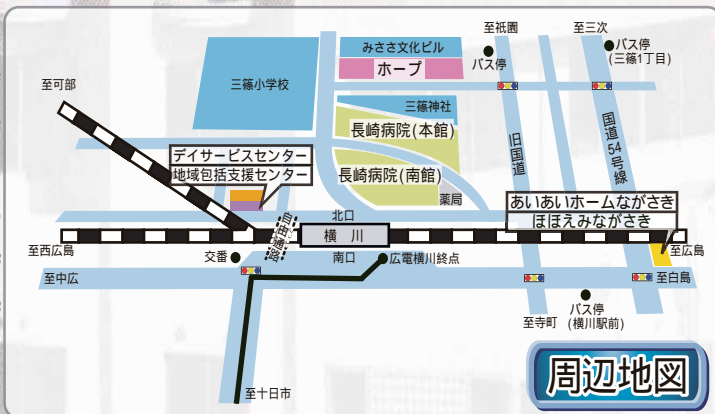 至祇園
至三次
みささ文化ビル
バス停
(三篠1丁目)
バス停
ホープ
三篠小学校
至可部
三篠神社
長崎病院(本館)
旧国道
国道54号線
デイサービスセンター
地域包括支援センター
長崎病院(南館)
薬局
あいあいホームながさき
ほほえみながさき
北口
横川
至西広島
至広島
交番
南口
広電横川終点
至中広
至白島
バス停
(横川駅前)
至寺町
至十日市
周辺地図